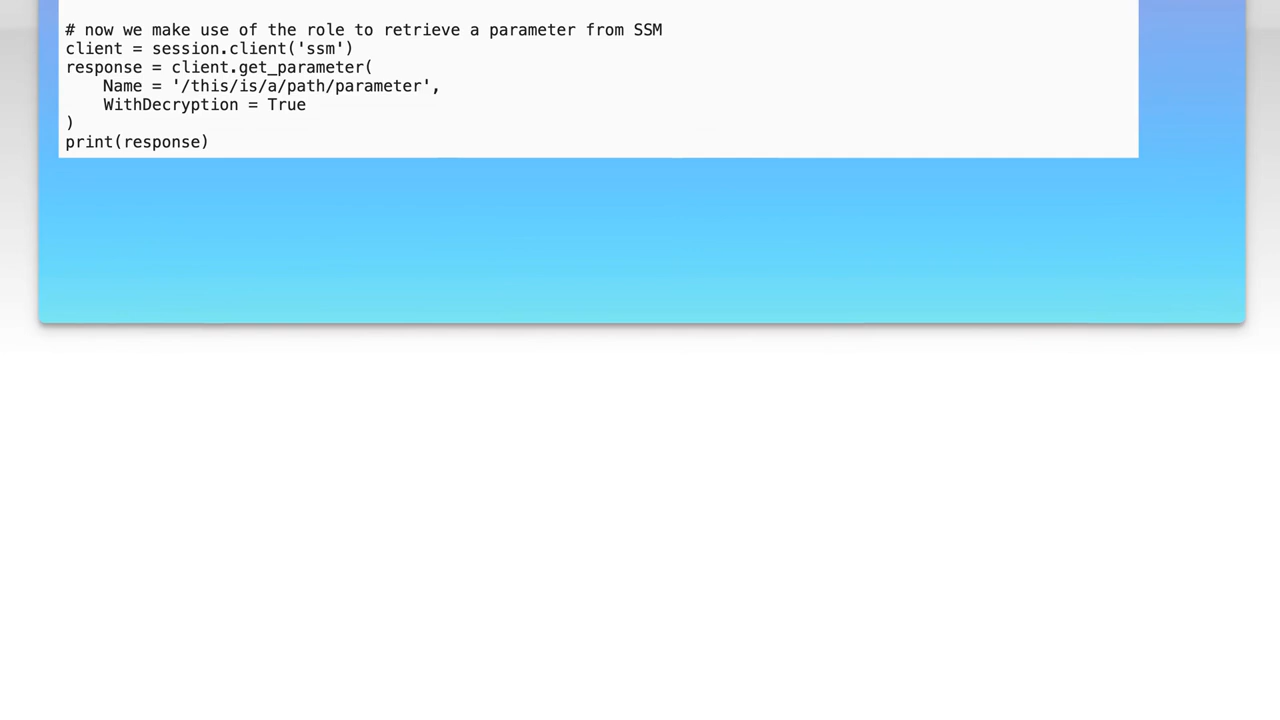 # now we make use of the role to retrieve a parameter from SSM
client = session.client('ssm')
response = client.get_parameter(
    Name = '/this/is/a/path/parameter',
    WithDecryption = True
)
print(response)